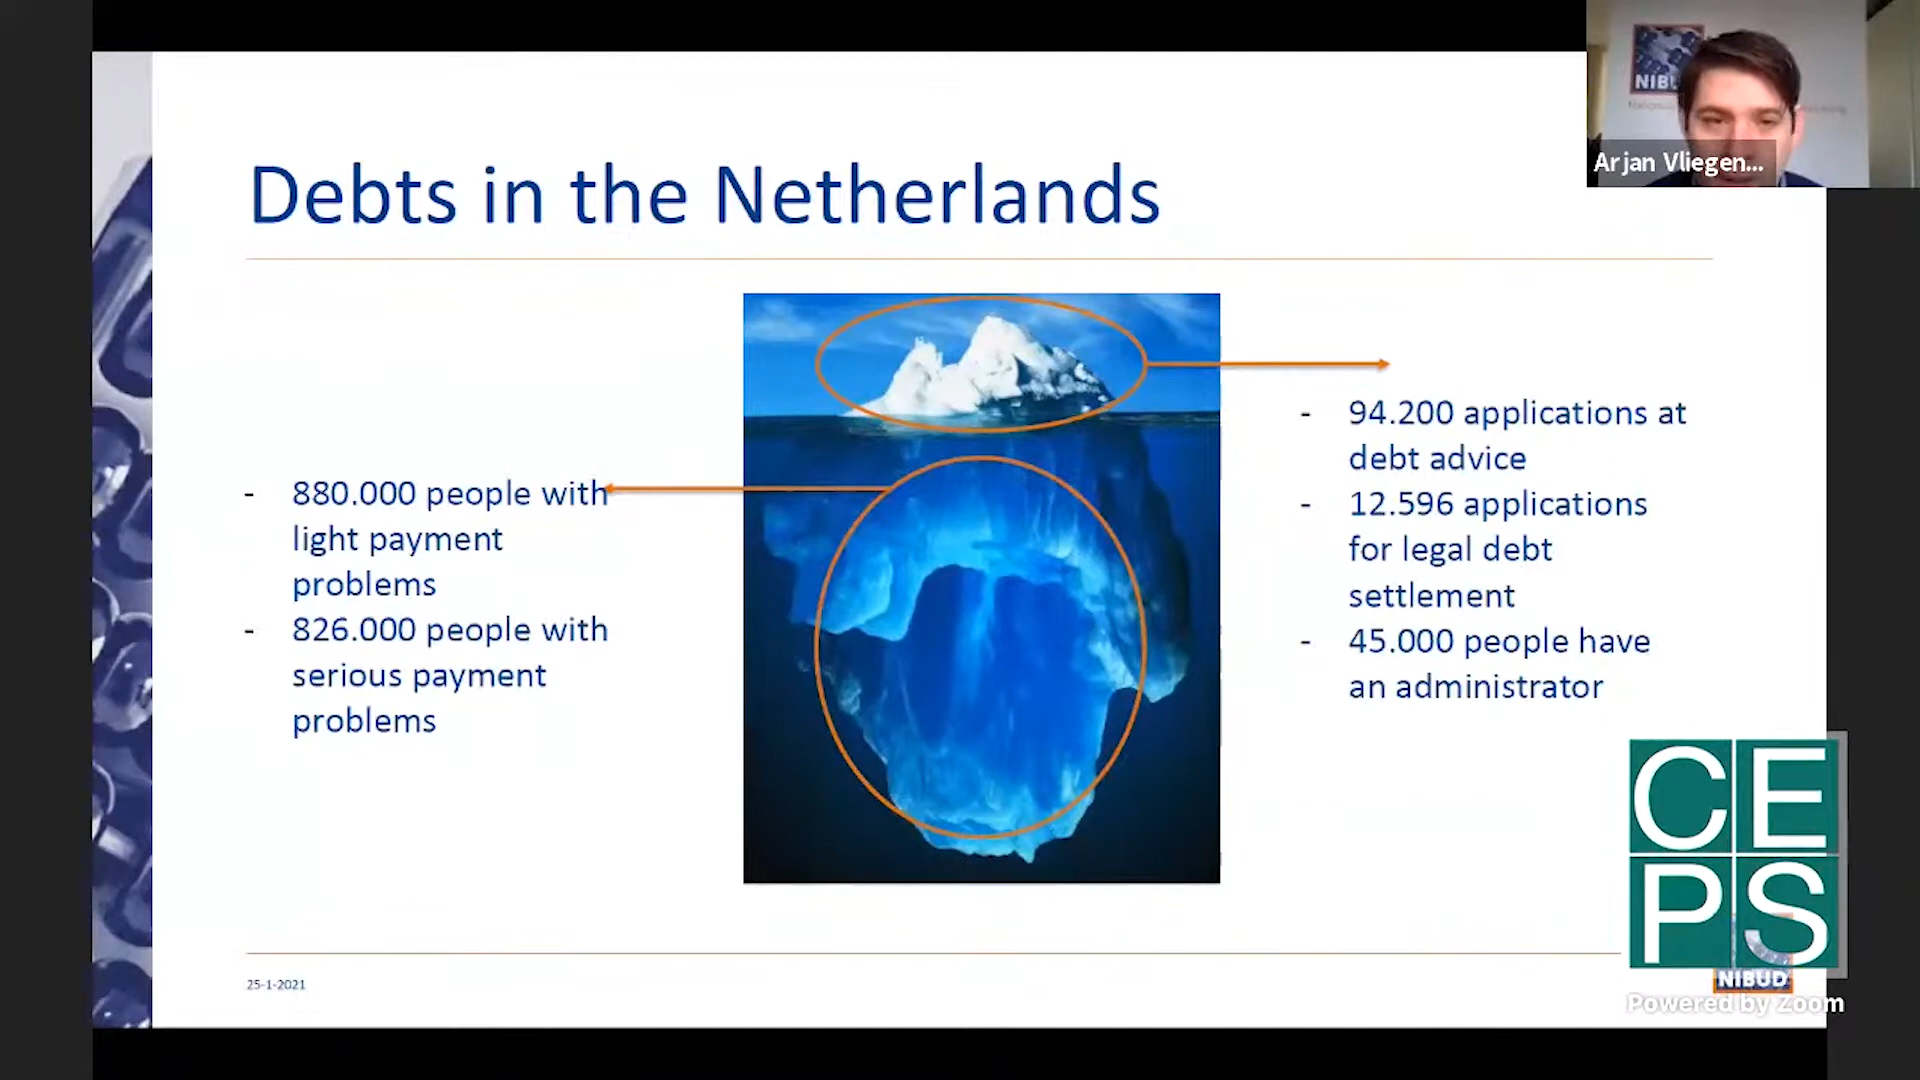 NIBU
Arjan Vliegen...
Debts in the Netherlands
- 880.000 people with
light payment
problems
- 826.000 people with
serious payment
problems
- 94.200 applications at
debt advice
- 12.596 applications
for legal debt
settlement
- 45.000 people have
an administrator
CE
PS
NIBUD
Powered by Zoom
25-1-2021